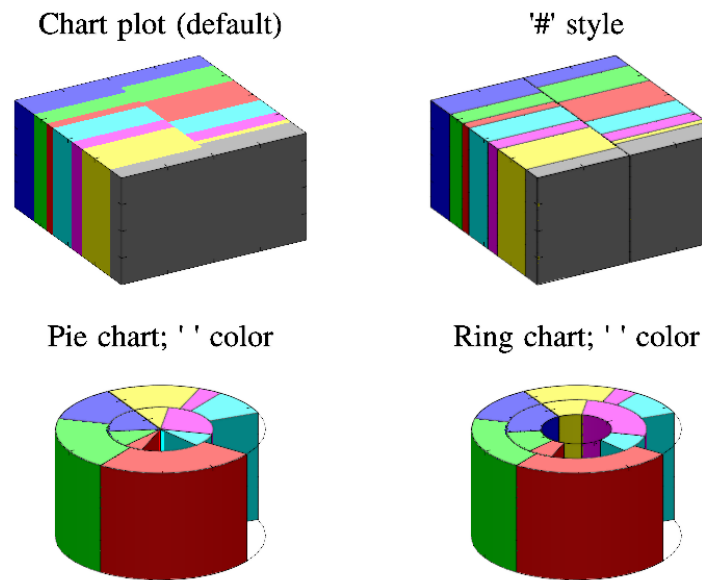 Chart plot (default)
'#' style
Pie chart; ' ' color
Ring chart; ' ' color